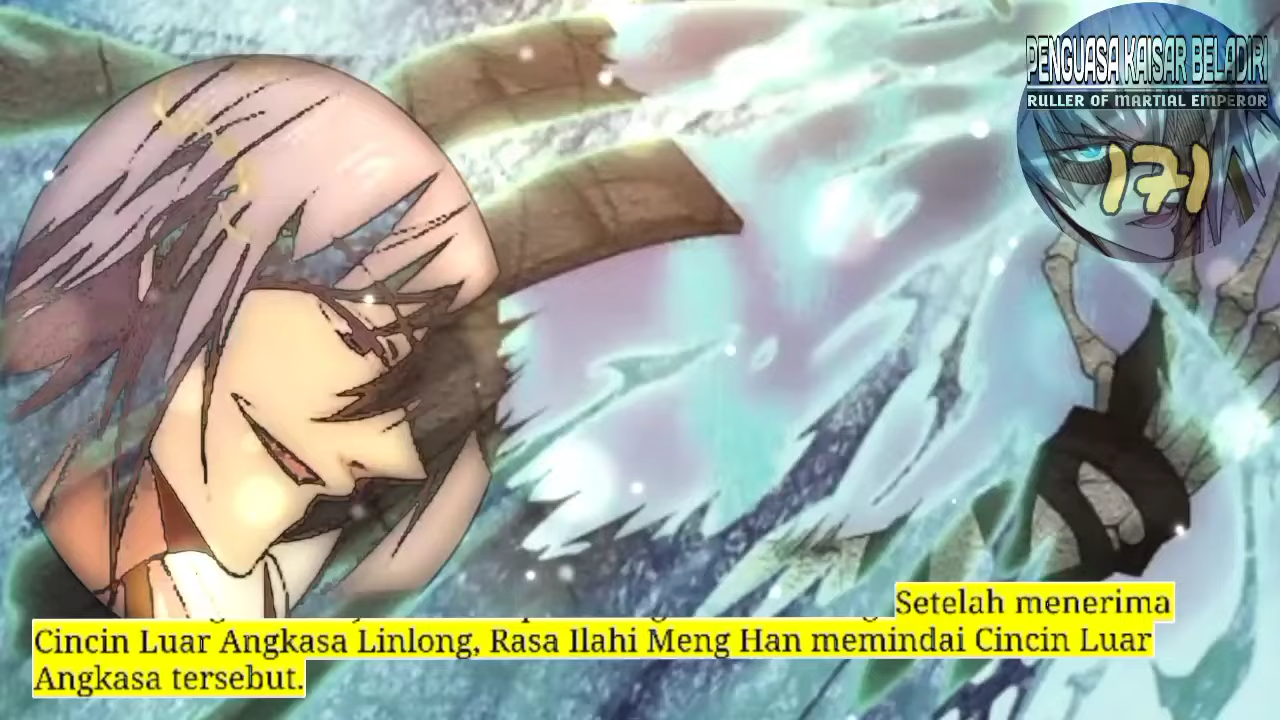 PENGUASA KAISAR BELADIRI
RULLER OF MARTIAL EMPEROR
171
Setelah menerima
Cincin Luar Angkasa Linlong, Rasa Ilahi Meng Han memindai Cincin Luar
Angkasa tersebut.